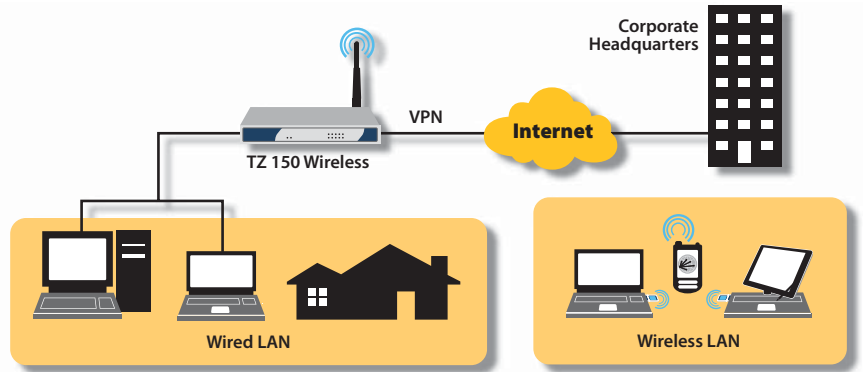 Corporate
Headquarters
VPN
Internet
TZ 150 Wireless
Wired LAN
Wireless LAN